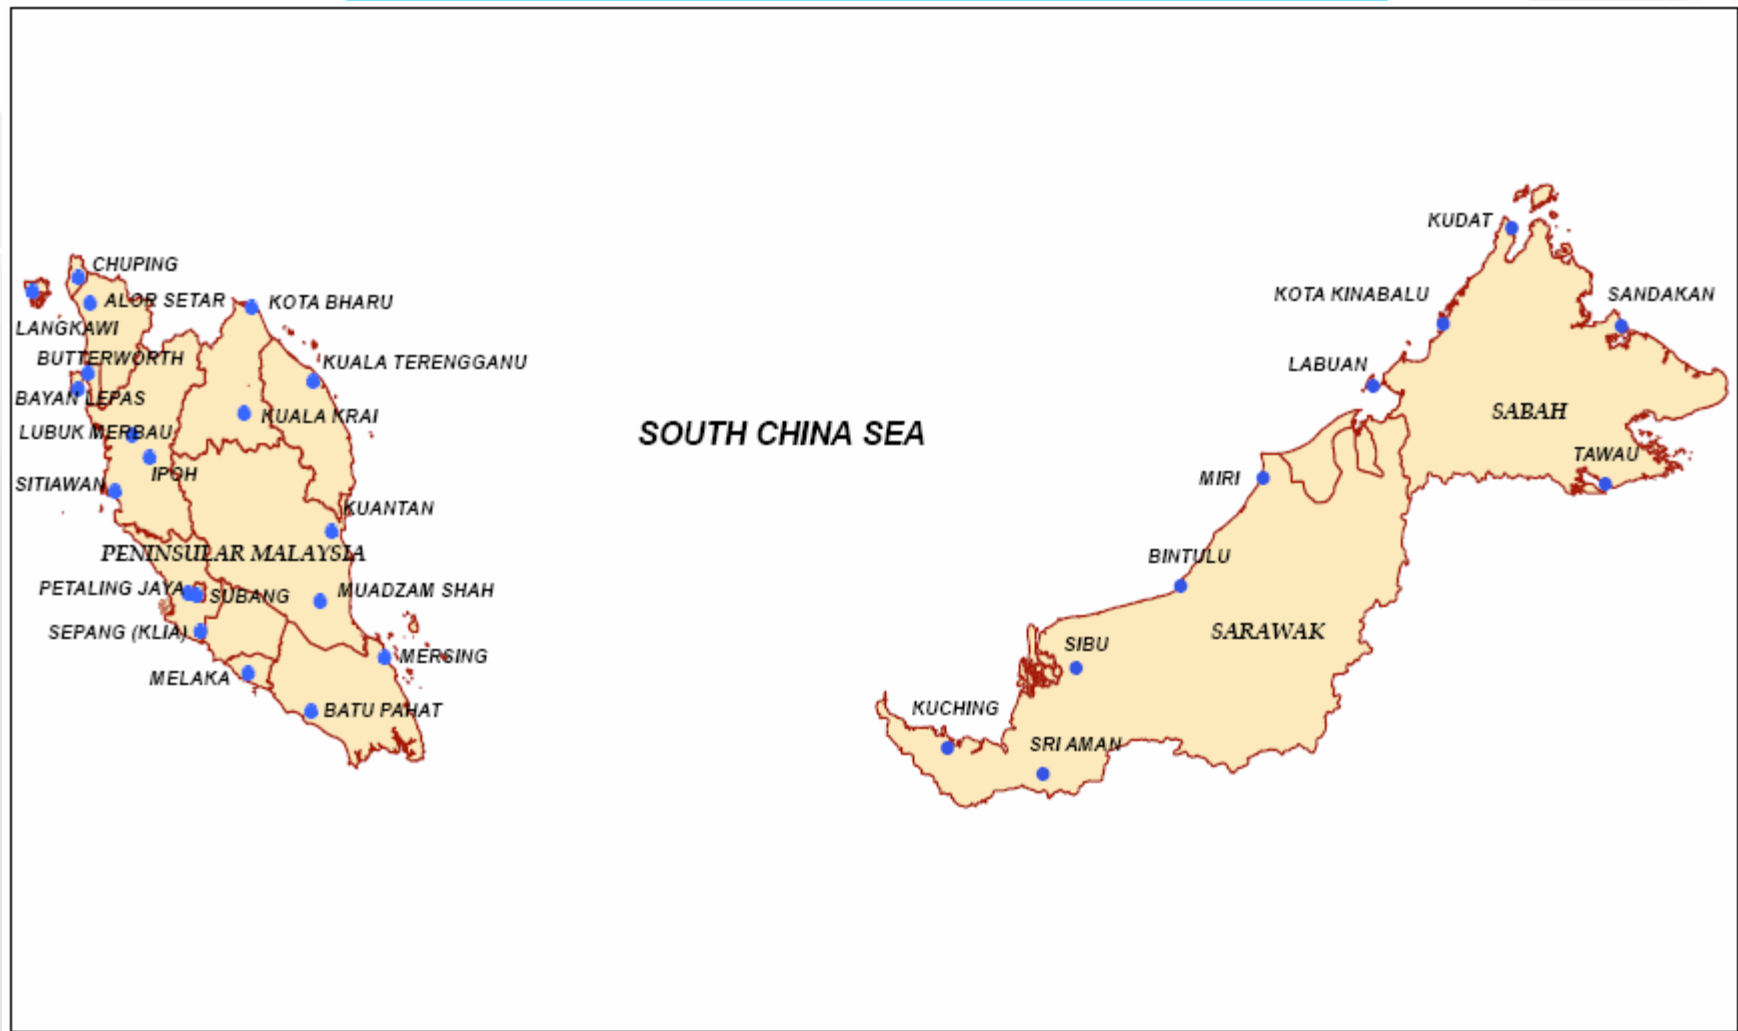 KUDAT
CHUPING
KOTA KINABALU
SANDAKAN
ALOR SETAR
KOTA BHARU
LANGKAWI
BUTTERWORTH
KUALA TERENGGANU
LABUAN
BAYAN LEPAS
KUALA KRAI
SABAH
LUBUK MERBAU
SOUTH CHINA SEA
TAWAU
IPOH
SITIAWAN
MIRI
KUANTAN
PENINSULAR MALAYSIA
BINTULU
PETALING JAYA
SUBANG
MUADZAM SHAH
SEPANG (KLIA)
SARAWAK
SIBU
MERSING
MELAKA
BATU PAHAT
KUCHING
SRI AMAN